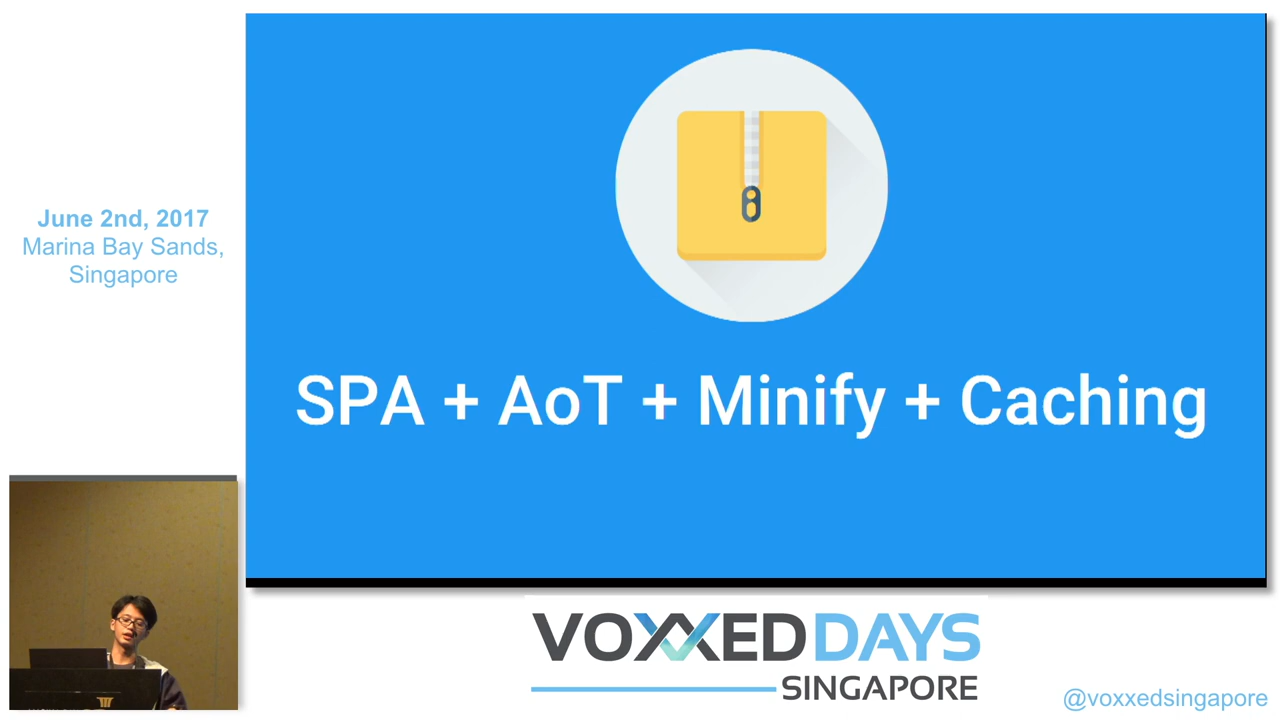 June 2nd, 2017
Marina Bay Sands,
Singapore
SPA + AoT + Minify + Caching
VOXXED DAYS
SINGAPORE
@voxxedsingapore